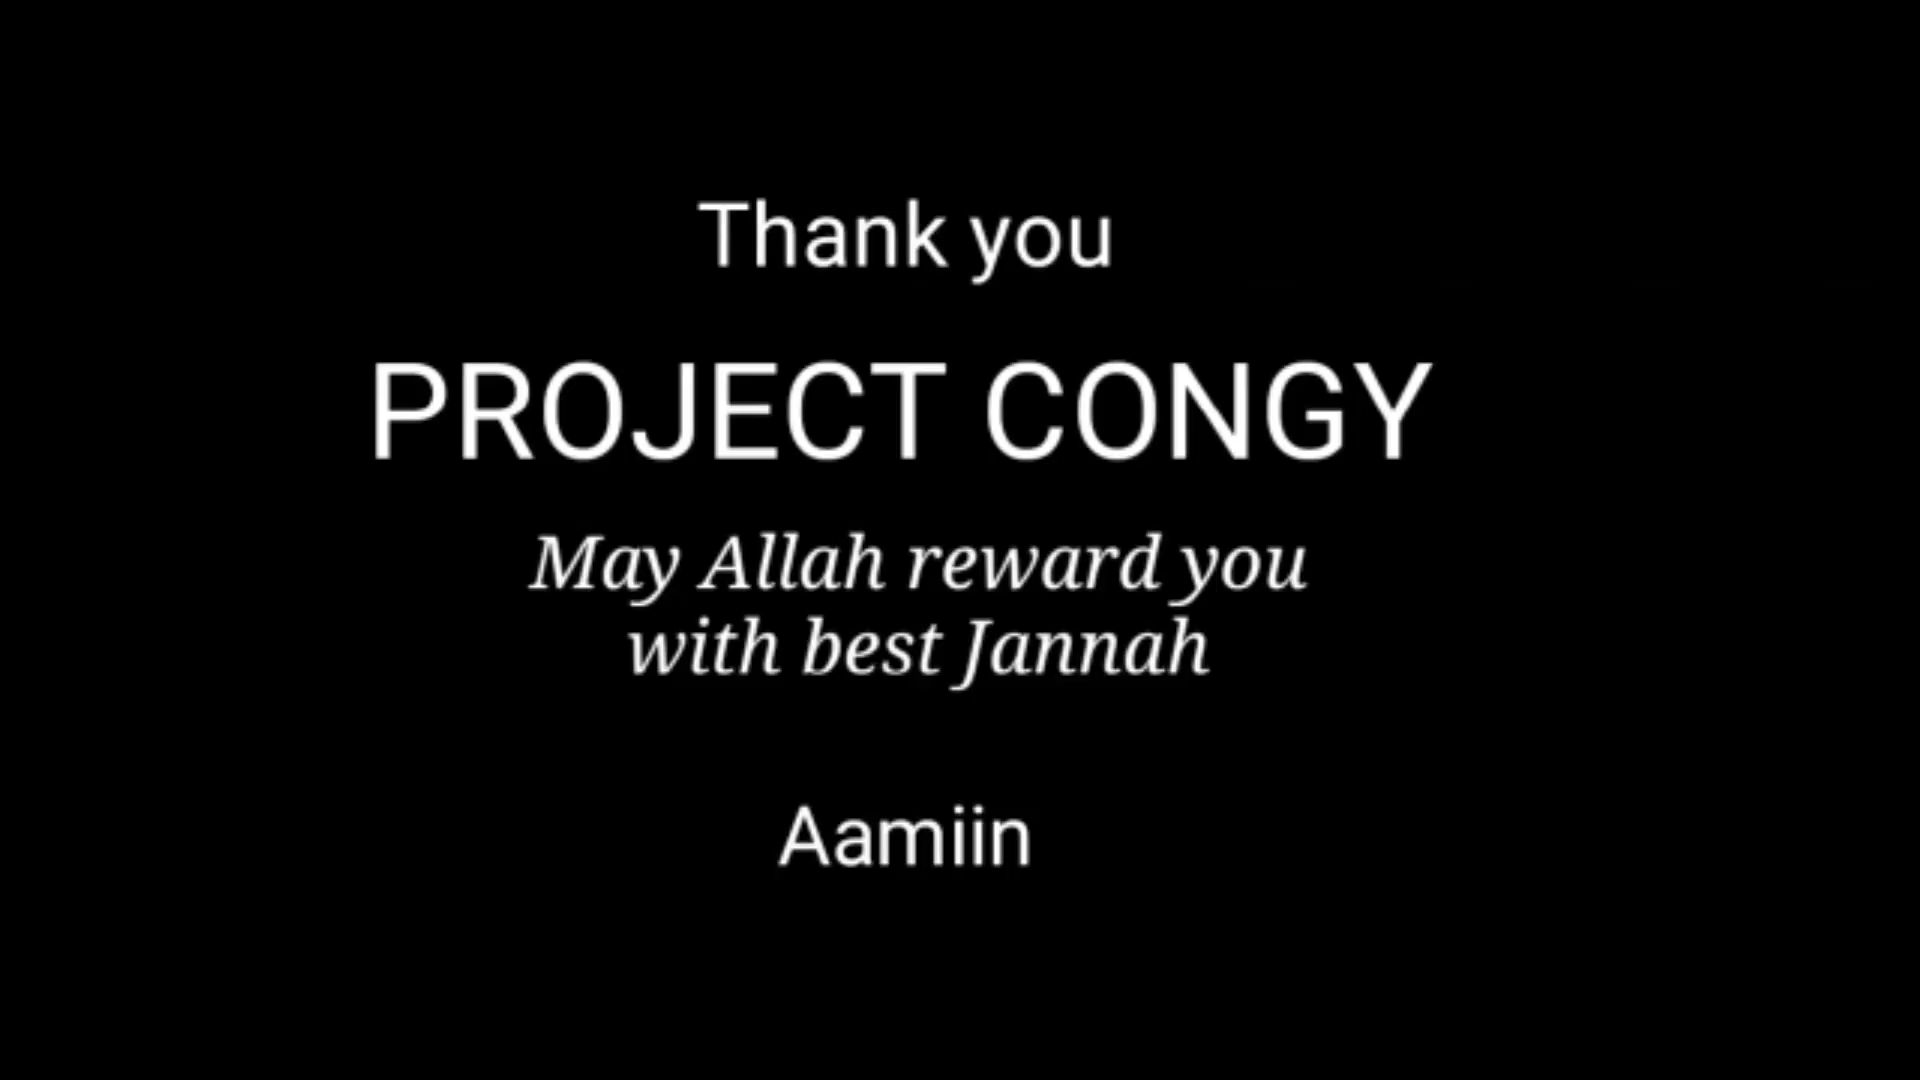 Thank you
PROJECT CONGY
May Allah reward you
with best Jannah
Aamiin